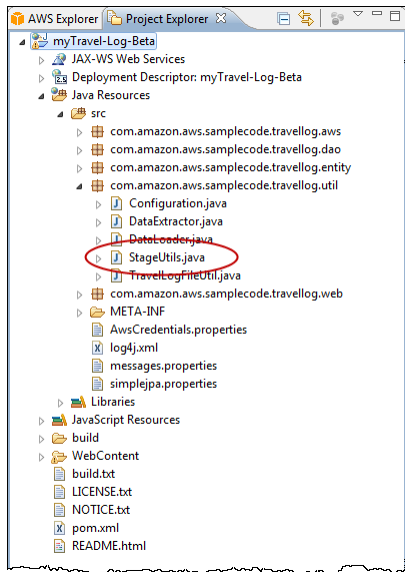 AWS Explorer Project Explorer
myTravel-Log-Beta
JAX-WS Web Services
Deployment Descriptor: myTravel-Log-Beta
Java Resources
src
com.amazon.aws.samplecode.travellog.aws
com.amazon.aws.samplecode.travellog.dao
com.amazon.aws.samplecode.travellog.entity
com.amazon.aws.samplecode.travellog.util
Configuration.java
DataExtractor.java
DataLoader.java
StageUtils.java
TravelLogFileUtil.java
com.amazon.aws.samplecode.travellog.web
META-INF
AwsCredentials.properties
log4j.xml
messages.properties
simplejpa.properties
Libraries
JavaScript Resources
build
WebContent
build.txt
LICENSE.txt
NOTICE.txt
pom.xml
README.html